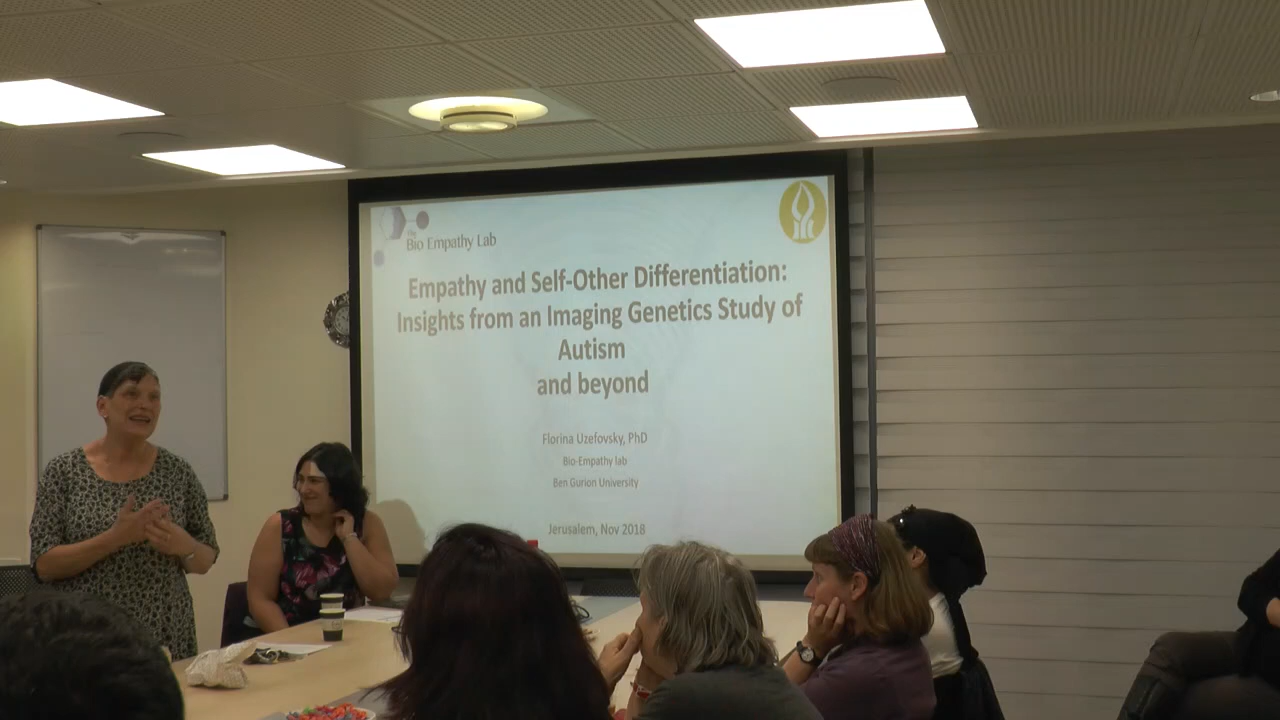 The
Bio Empathy Lab
Empathy and Self-Other Differentiation:
Insights from an Imaging Genetics Study of
Autism
and beyond
Florina Uzefovsky, PhD
Bio-Empathy lab
Ben Gurion University
Jerusalem, Nov 2018